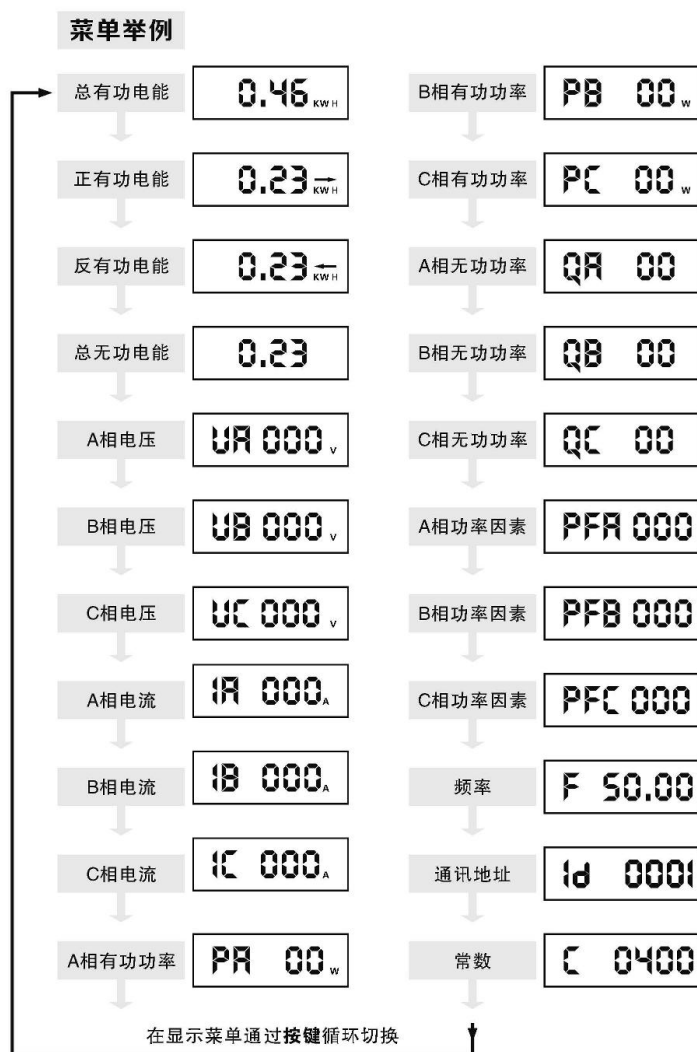 菜单举例
总有功电能
0.46 KWH
正有功电能
0.23 KWH
反有功电能
0.23 KWH
总无功电能
0.23
A相电压
UA 000 V
B相电压
UB 000 V
C相电压
UC 000 V
A相电流
IA 000 A
B相电流
IB 000 A
C相电流
IC 000 A
A相有功功率
PA 00 W
B相有功功率
PB 00 W
C相有功功率
PC 00 W
A相无功功率
QA 00
B相无功功率
QB 00
C相无功功率
QC 00
A相功率因素
PFA 000
B相功率因素
PFB 000
C相功率因素
PFC 000
频率
F 50.00
通讯地址
Id 0001
常数
C 0400
在显示菜单通过按键循环切换